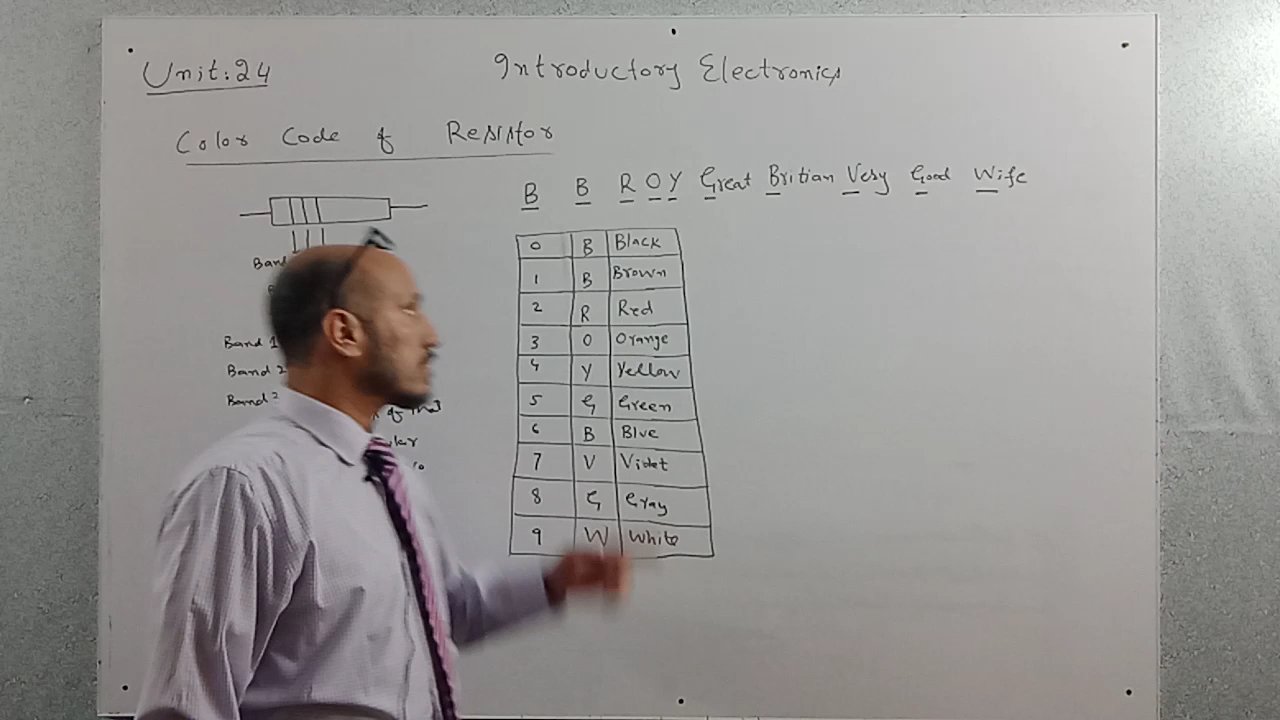 Unit: 24
Introductory Electronics
Color Code of Resistor
B B R O Y Great Britian Very Good Wife
0 B Black
1 B Brown
2 R Red
3 O Orange
4 Y Yellow
5 G Green
6 B Blue
7 V Violet
8 G Gray
9 W White
Band
Band 1
Band 2
Band